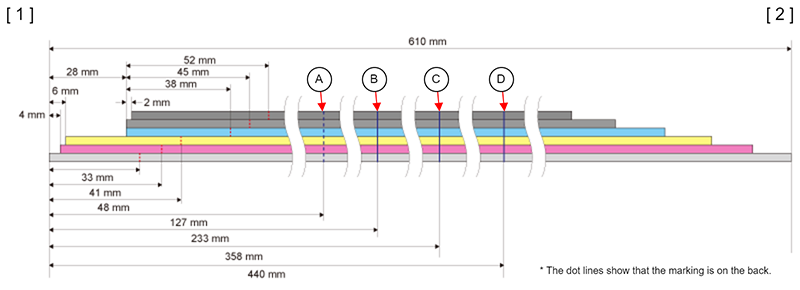 [ 1 ] [ 2 ]
610 mm
52 mm
28 mm 45 mm A B C D
6 mm 38 mm
4 mm 2 mm
33 mm
41 mm
48 mm
127 mm
233 mm
358 mm
440 mm
* The dot lines show that the marking is on the back.